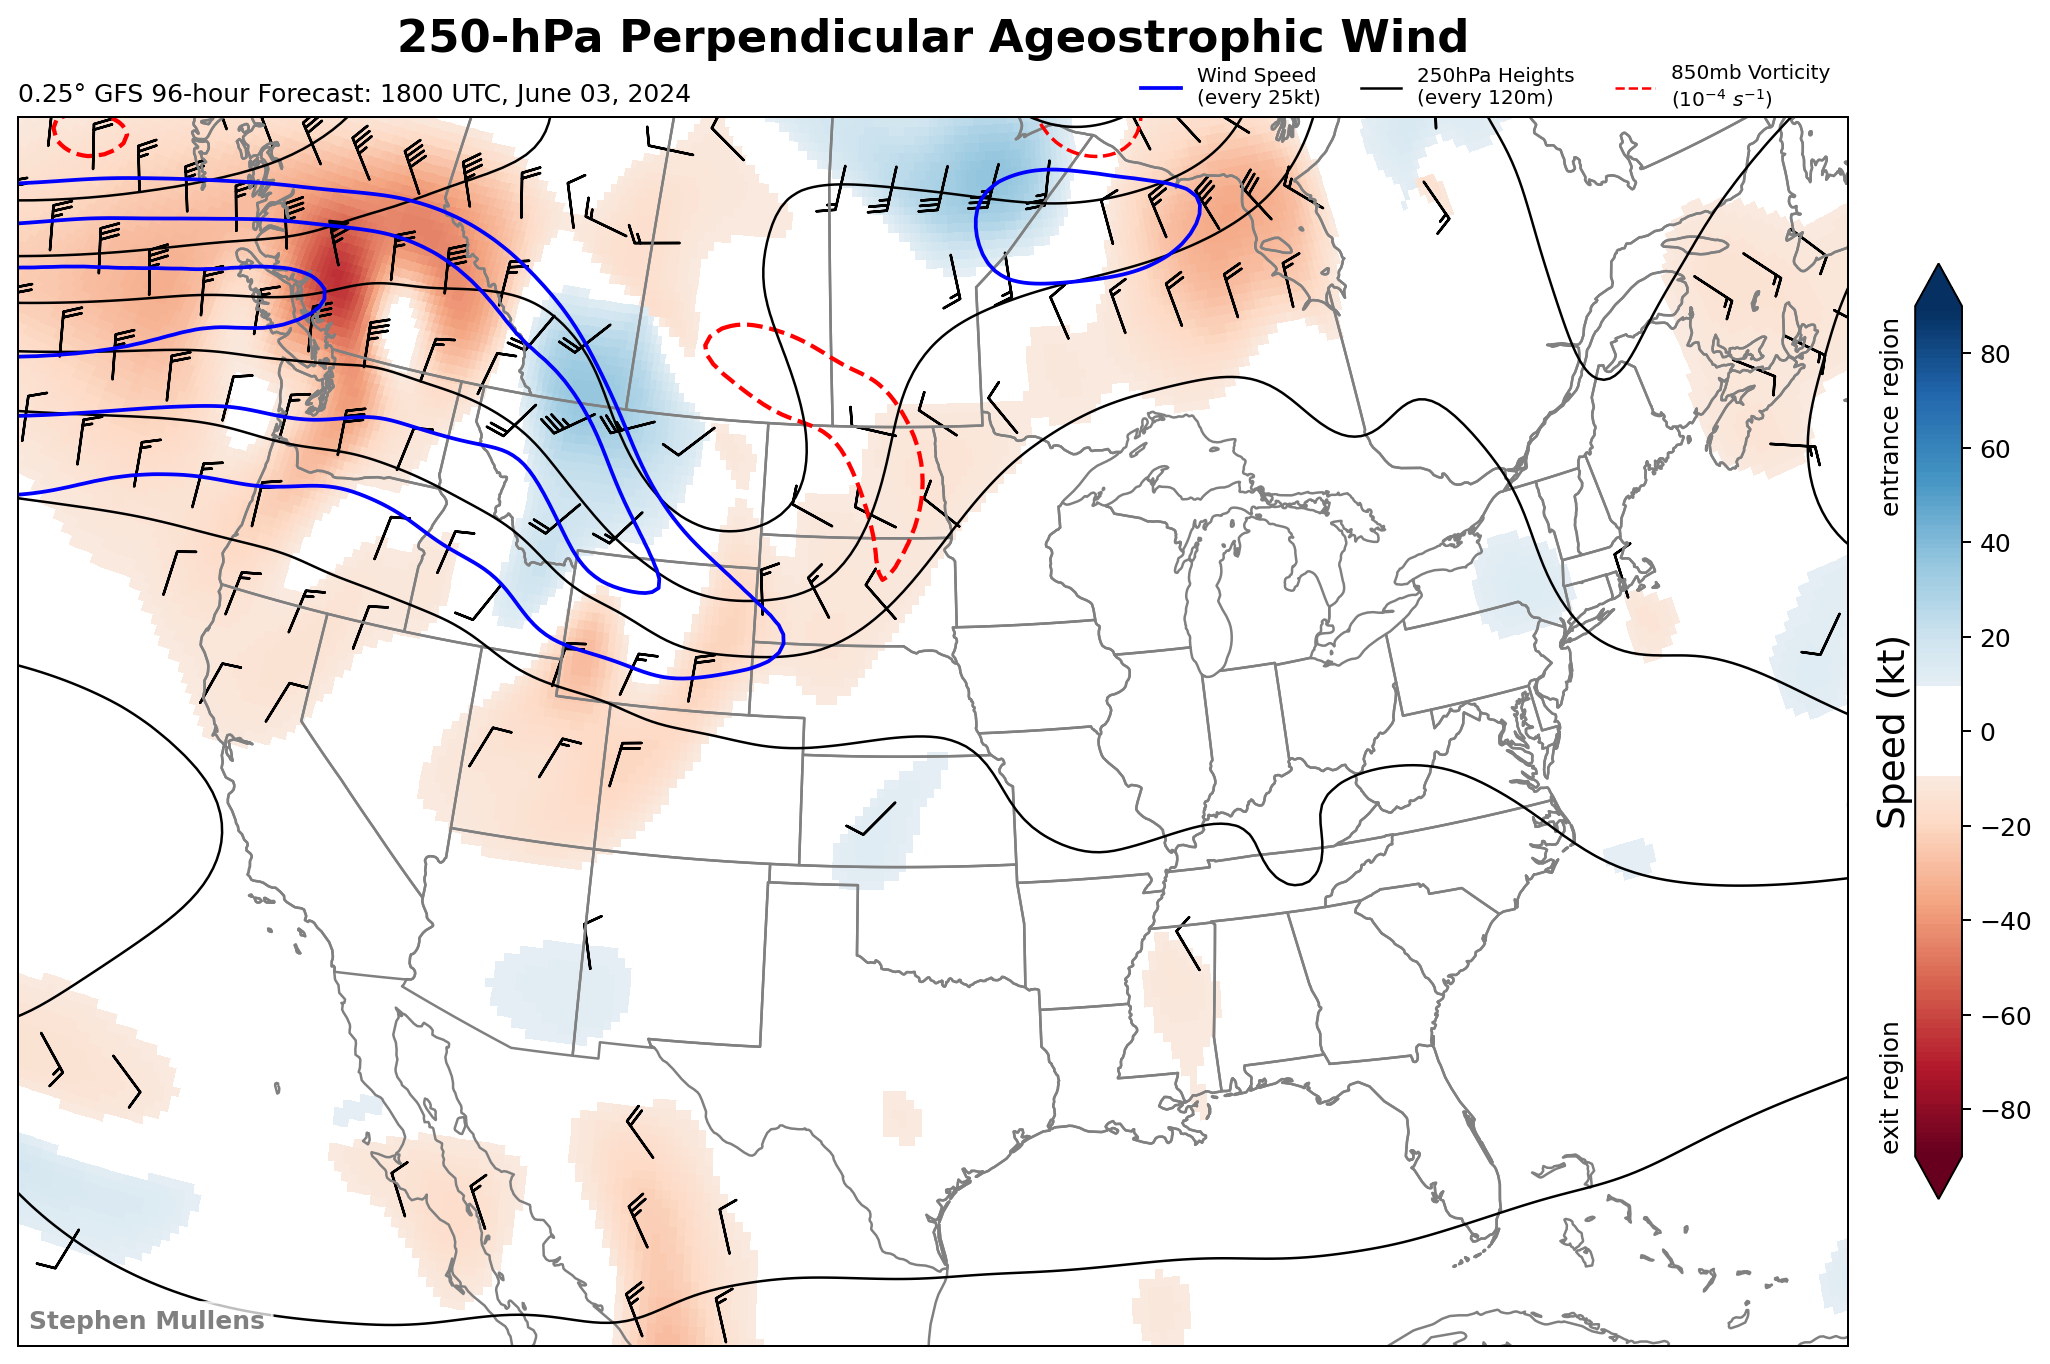 250-hPa Perpendicular Ageostrophic Wind
0.25° GFS 96-hour Forecast: 1800 UTC, June 03, 2024
Wind Speed
(every 25kt)
250hPa Heights
(every 120m)
850mb Vorticity
(10⁻⁴ s⁻¹)
entrance region
Speed (kt)
exit region
80
60
40
20
0
−20
−40
−60
−80
Stephen Mullens